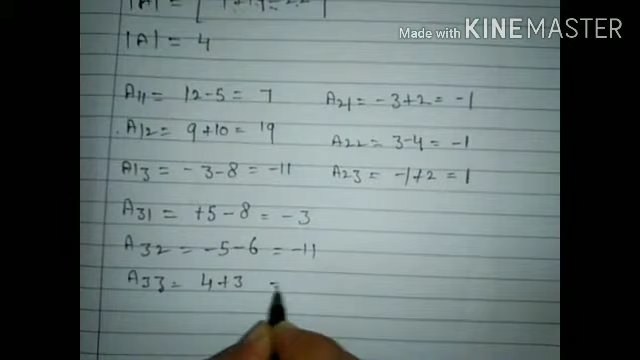 Made with KINEMASTER
|A| = 4
A11 = 12-5 = 7
A21 = -3+2 = -1
A12 = 9+10 = 19
A22 = 3-4 = -1
A13 = -3-8 = -11
A23 = -1+2 = 1
A31 = +5-8 = -3
A32 = -5-6 = -11
A33 = 4+3 =